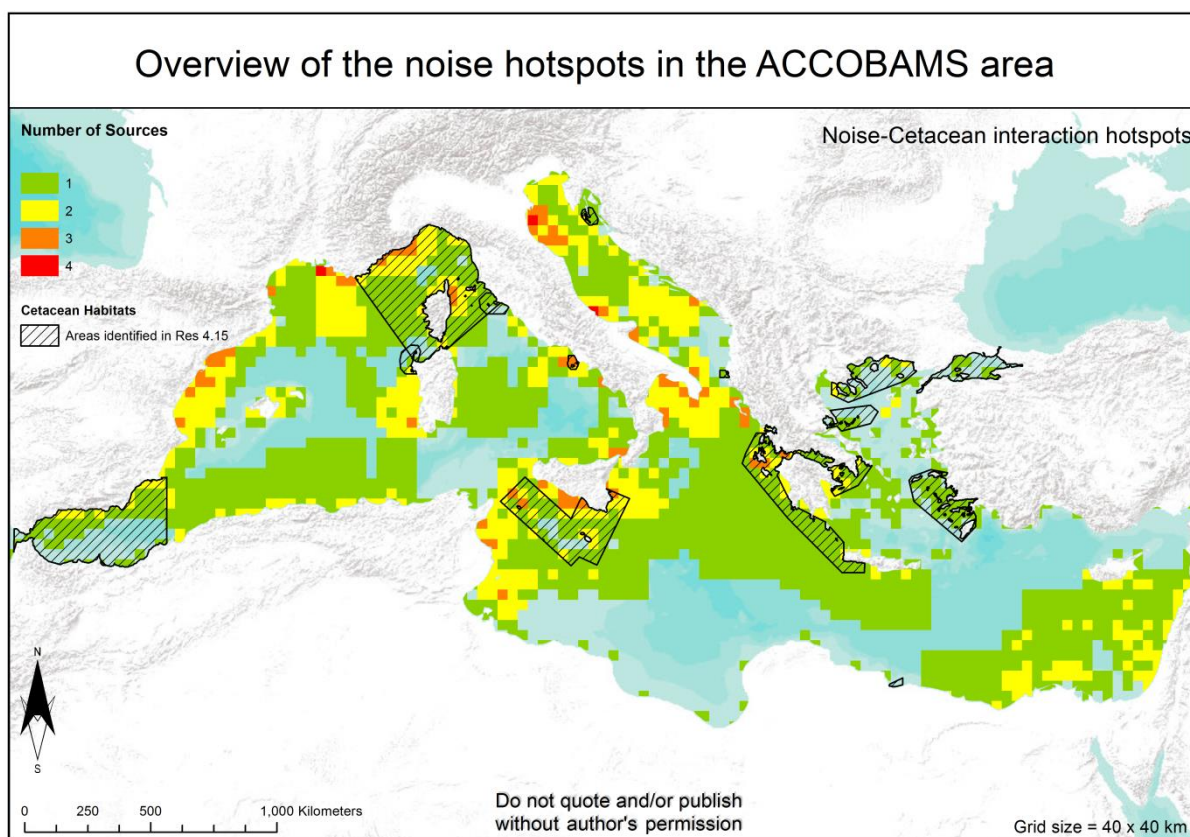 Overview of the noise hotspots in the ACCOBAMS area
Number of Sources
1
2
3
4
Cetacean Habitats
Areas identified in Res 4.15
Noise-Cetacean interaction hotspots
N
S
0 250 500 1,000 Kilometers
Do not quote and/or publish
without author's permission
Grid size = 40 x 40 km